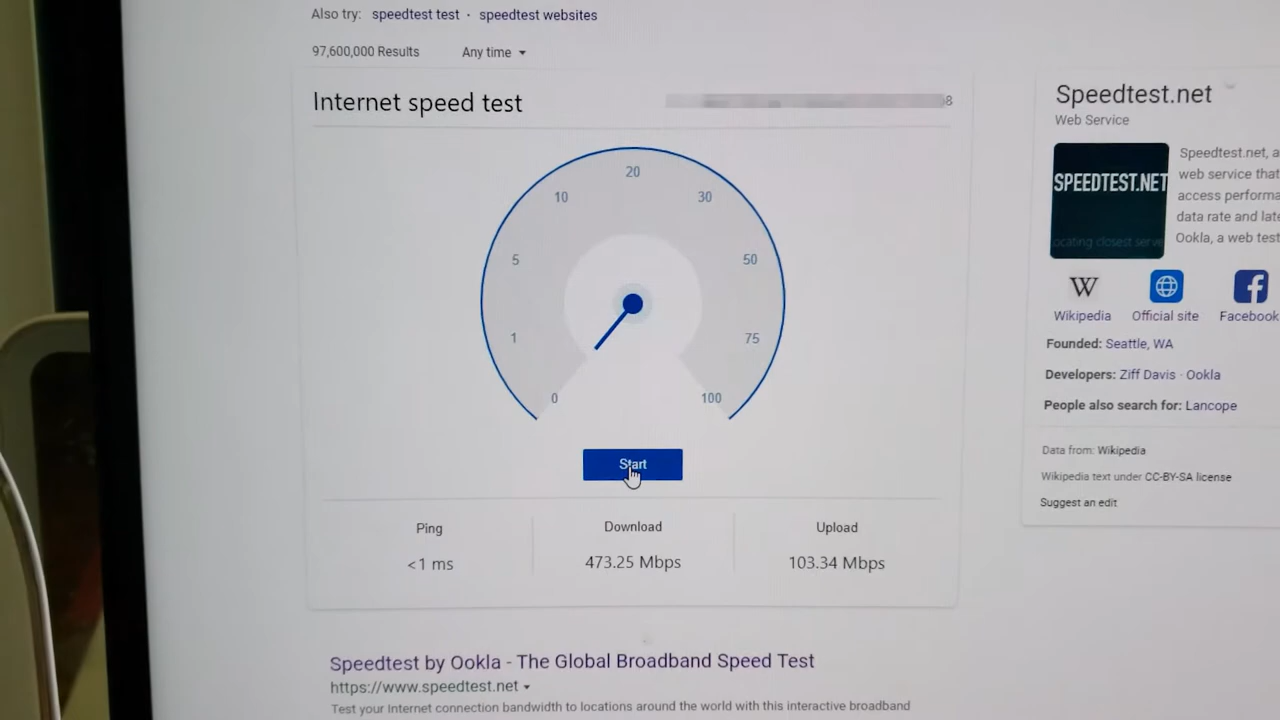 Also try: speedtest test · speedtest websites
97,600,000 Results Any time
Internet speed test 8
20
10 30
5 50
1 75
0 100
Start
Ping Download Upload
<1 ms 473.25 Mbps 103.34 Mbps
Speedtest by Ookla - The Global Broadband Speed Test
https://www.speedtest.net
Test your Internet connection bandwidth to locations around the world with this interactive broadband
Speedtest.net
Web Service
SPEEDTEST.NET
ocating closest serve
Speedtest.net, a
web service that
access performa
data rate and late
Ookla, a web test
W
Wikipedia Official site Facebook
Founded: Seattle, WA
Developers: Ziff Davis · Ookla
People also search for: Lancope
Data from: Wikipedia
Wikipedia text under CC-BY-SA license
Suggest an edit